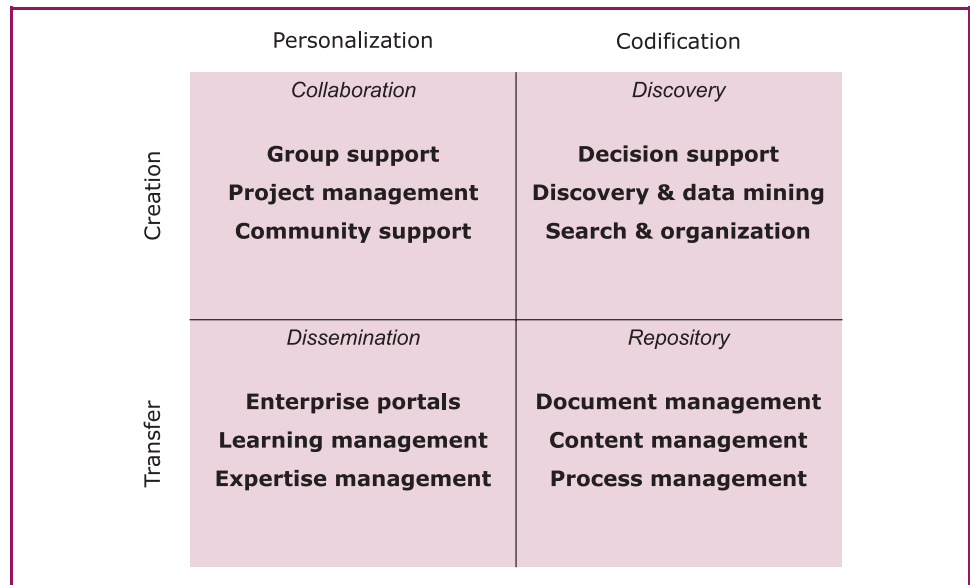 Personalization
Codification
Creation
Collaboration
Group support
Project management
Community support
Discovery
Decision support
Discovery & data mining
Search & organization
Transfer
Dissemination
Enterprise portals
Learning management
Expertise management
Repository
Document management
Content management
Process management